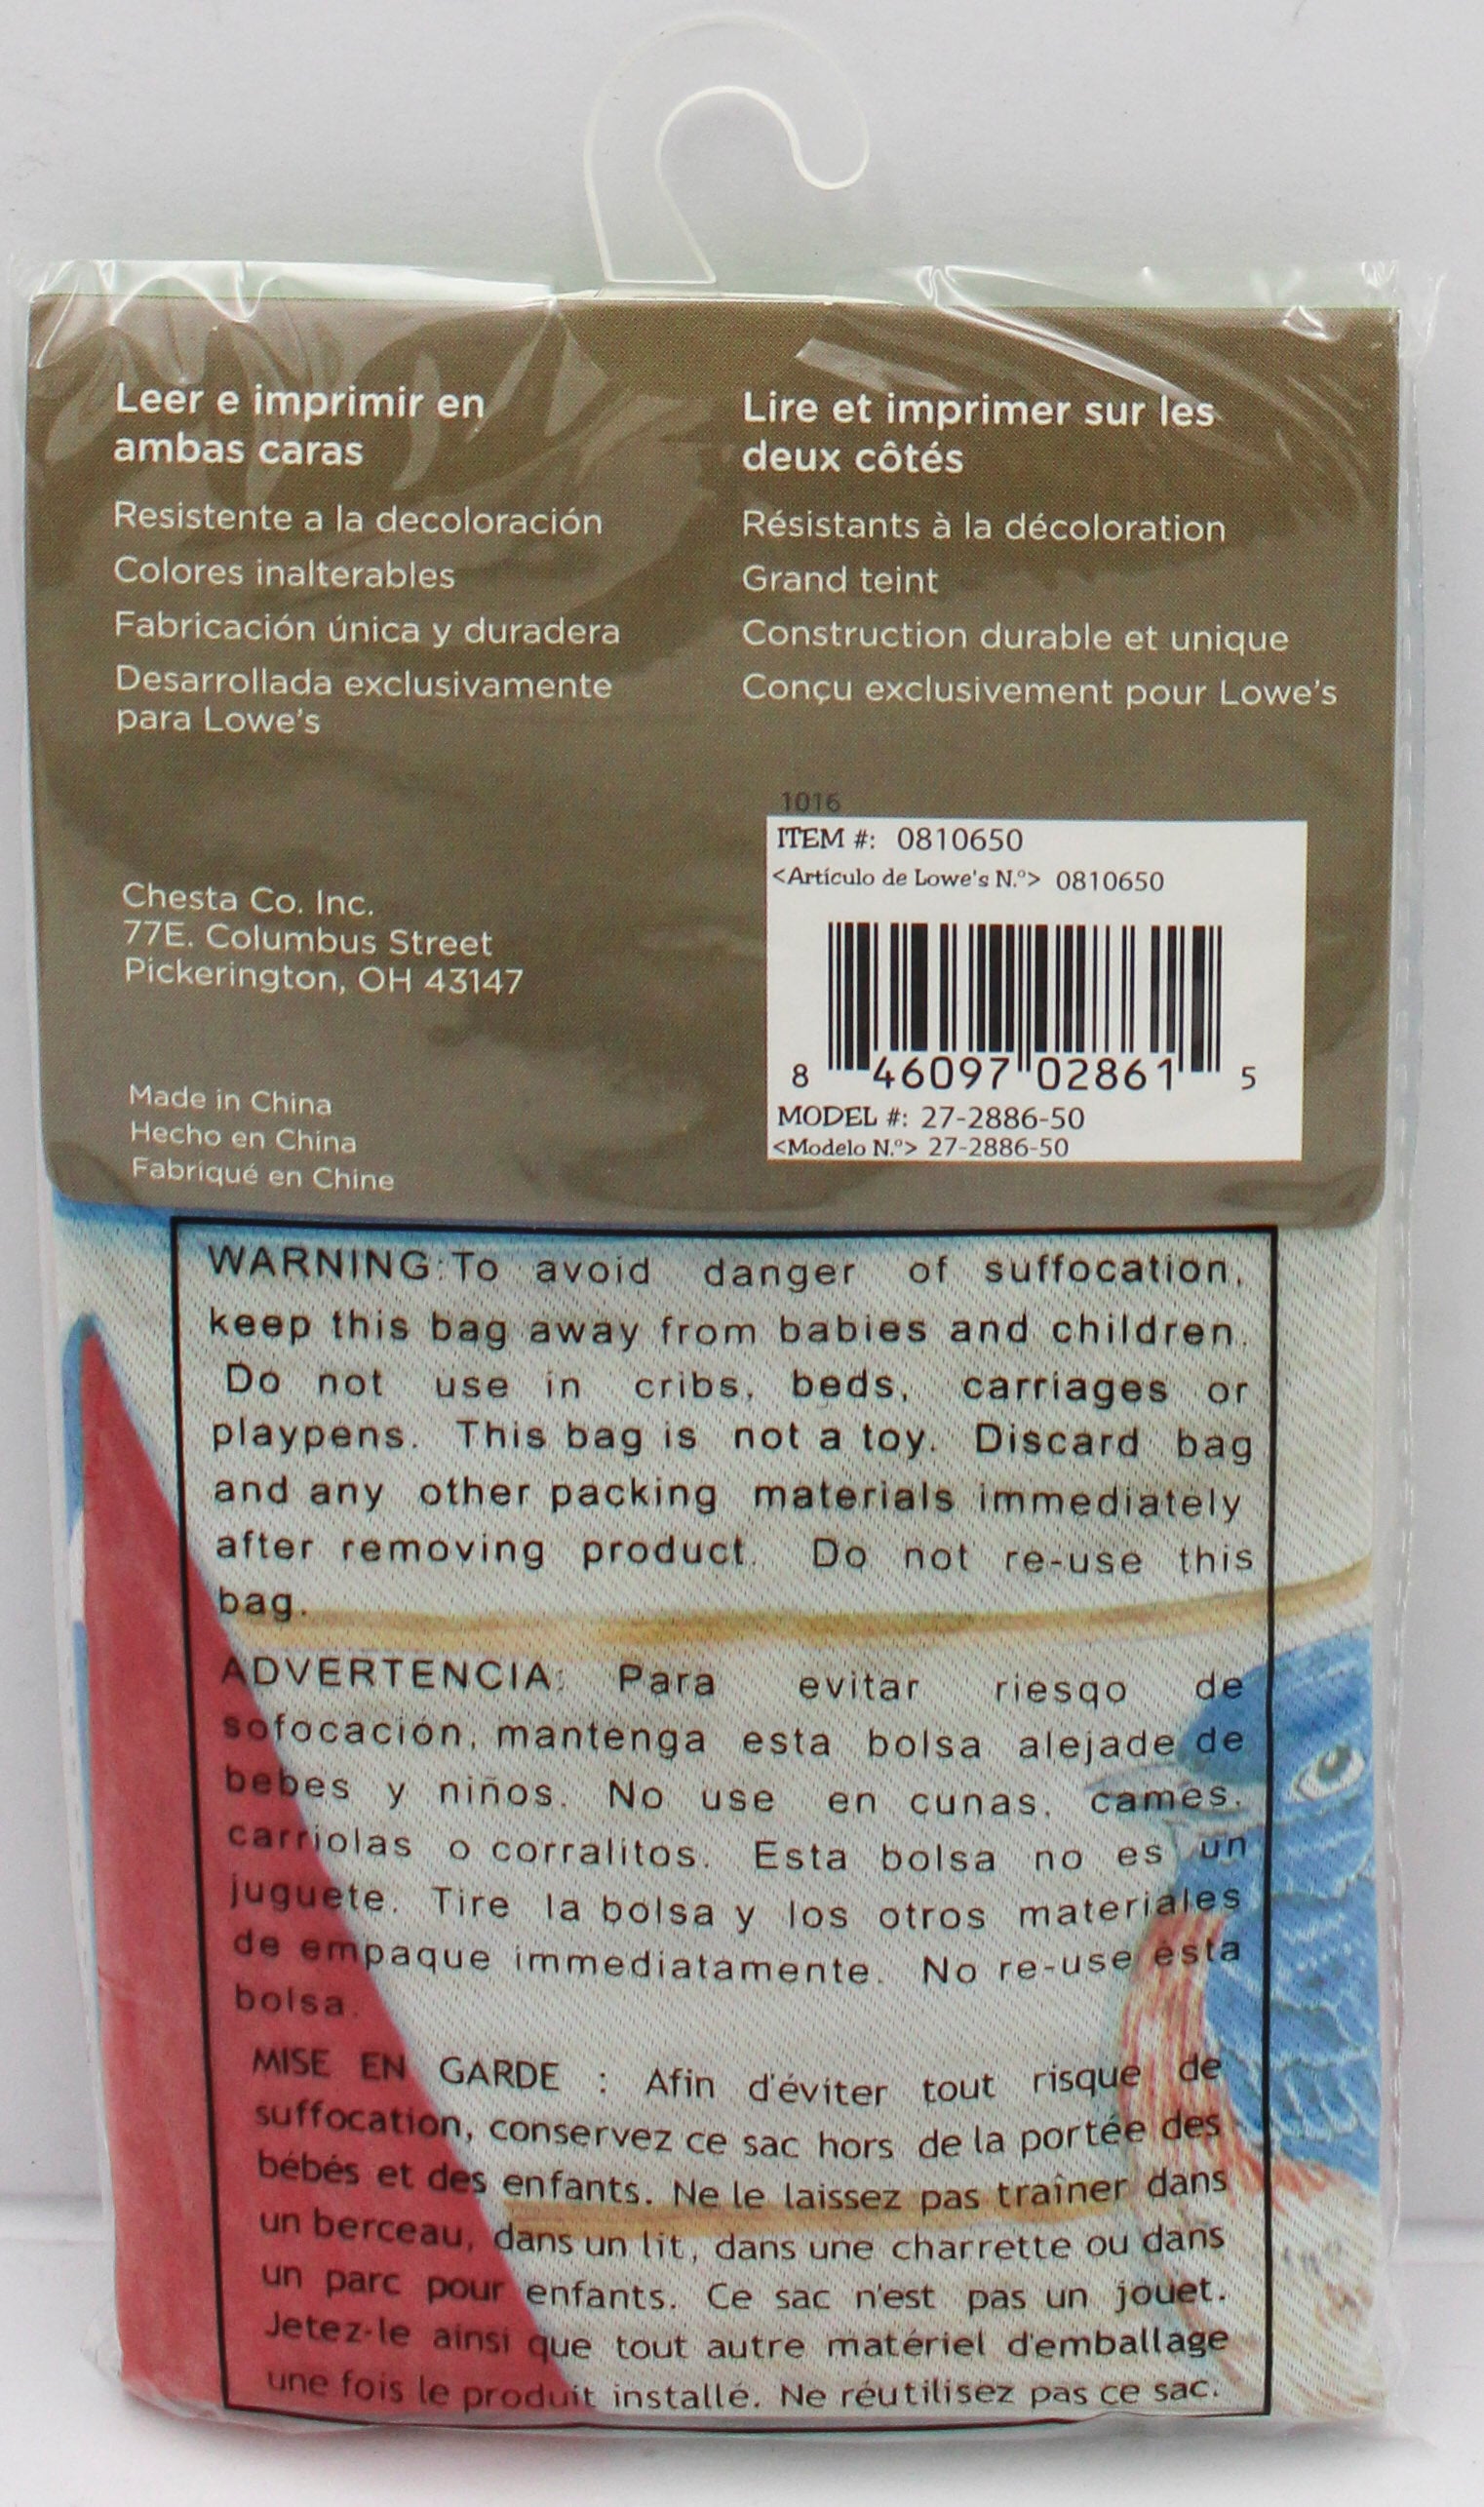 Leer e imprimir en
ambas caras
Resistente a la decoloración
Colores inalterables
Fabricación única y duradera
Desarrollada exclusivamente
para Lowe's
Lire et imprimer sur les
deux côtés
Résistants à la décoloration
Grand teint
Construction durable et unique
Conçu exclusivement pour Lowe's
Chesta Co. Inc.
77E. Columbus Street
Pickerington, OH 43147
Made in China
Hecho en China
Fabriqué en Chine
1016
ITEM #: 0810650
<Artículo de Lowe's N.º> 0810650
8 46097 02861 5
MODEL #: 27-2886-50
<Modelo N.º> 27-2886-50
WARNING: To avoid danger of suffocation,
keep this bag away from babies and children.
Do not use in cribs, beds, carriages or
playpens. This bag is not a toy. Discard bag
and any other packing materials immediately
after removing product. Do not re-use this
bag.
ADVERTENCIA: Para evitar riesqo de
sofocación, mantenga esta bolsa alejade de
bebes y niños. No use en cunas, cames,
carriolas o corralitos. Esta bolsa no es un
juguete. Tire la bolsa y los otros materiales
de empaque immediatamente. No re-use esta
bolsa.
MISE EN GARDE : Afin d'éviter tout risque de
suffocation, conservez ce sac hors de la portée des
bébés et des enfants. Ne le laissez pas traîner dans
un berceau, dans un lit, dans une charrette ou dans
un parc pour enfants. Ce sac n'est pas un jouet.
Jetez-le ainsi que tout autre matériel d'emballage
une fois le produit installé. Ne réutilisez pas ce sac.